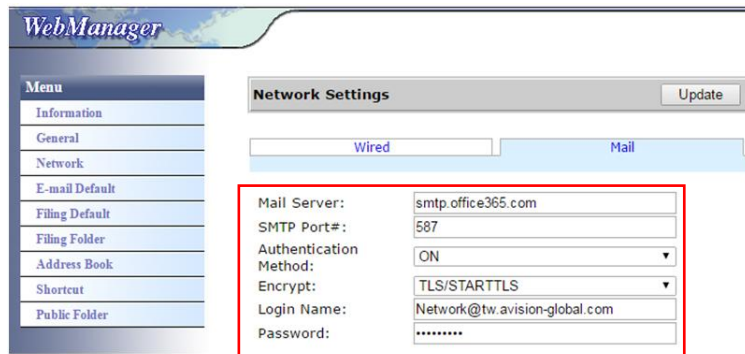 WebManager
Menu
Information
General
Network
E-mail Default
Filing Default
Filing Folder
Address Book
Shortcut
Public Folder
Network Settings
Update
Wired Mail
Mail Server: smtp.office365.com
SMTP Port#: 587
Authentication
Method: ON
Encrypt: TLS/STARTTLS
Login Name: Network@tw.avision-global.com
Password: •••••••••